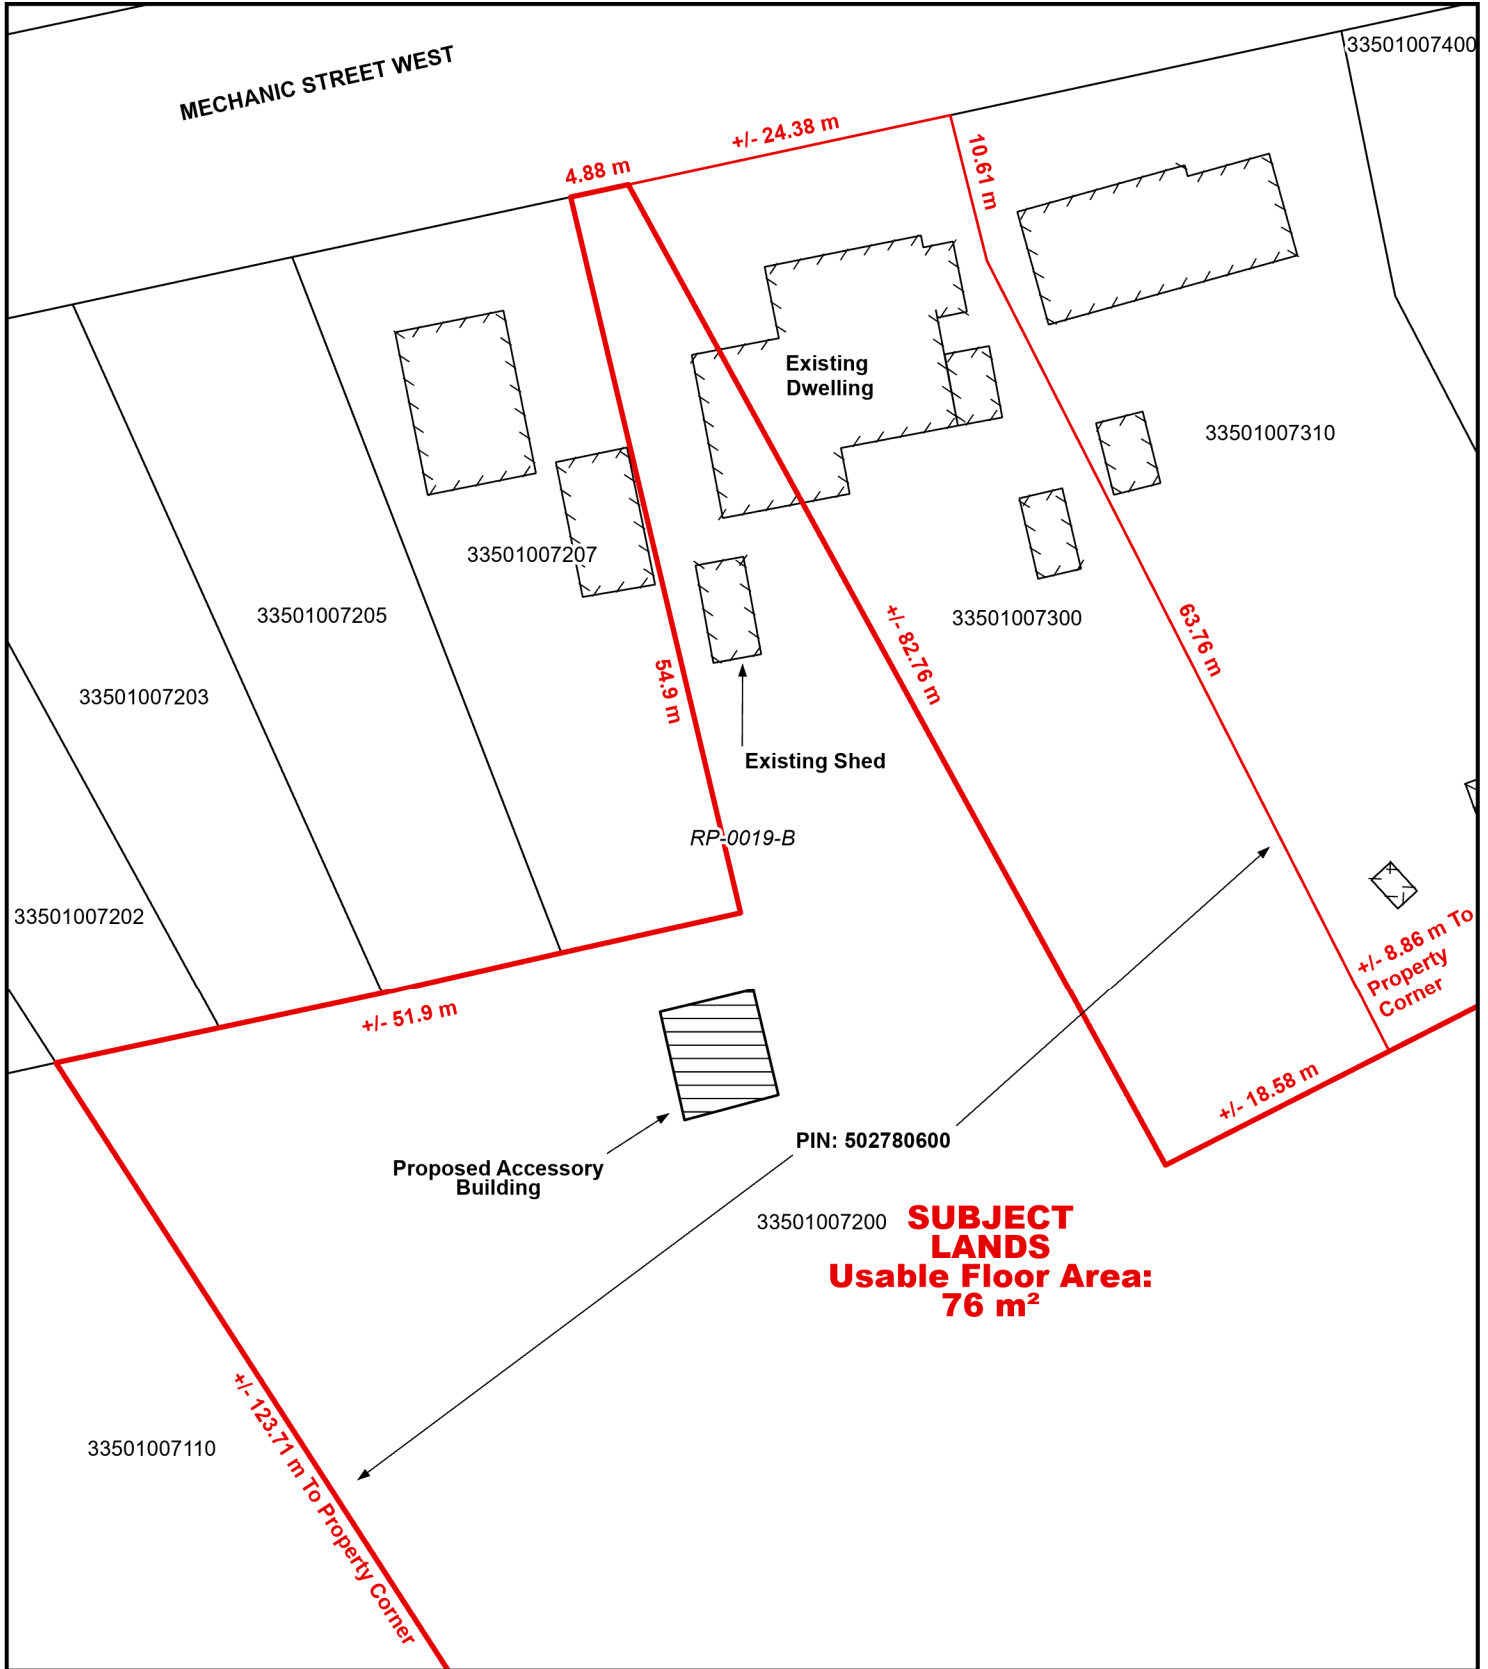 33501007400
MECHANIC STREET WEST
+/- 24.38 m
4.88 m
10.61 m
Existing
Dwelling
33501007310
33501007207
33501007205
33501007300
63.76 m
+/- 82.76 m
54.9 m
33501007203
Existing Shed
RP-0019-B
33501007202
+/- 8.86 m To
Property
Corner
+/- 51.9 m
+/- 18.58 m
PIN: 502780600
Proposed Accessory
Building
33501007200
SUBJECT
LANDS
Usable Floor Area:
76 m²
33501007110
+/- 123.71 m To Property Corner